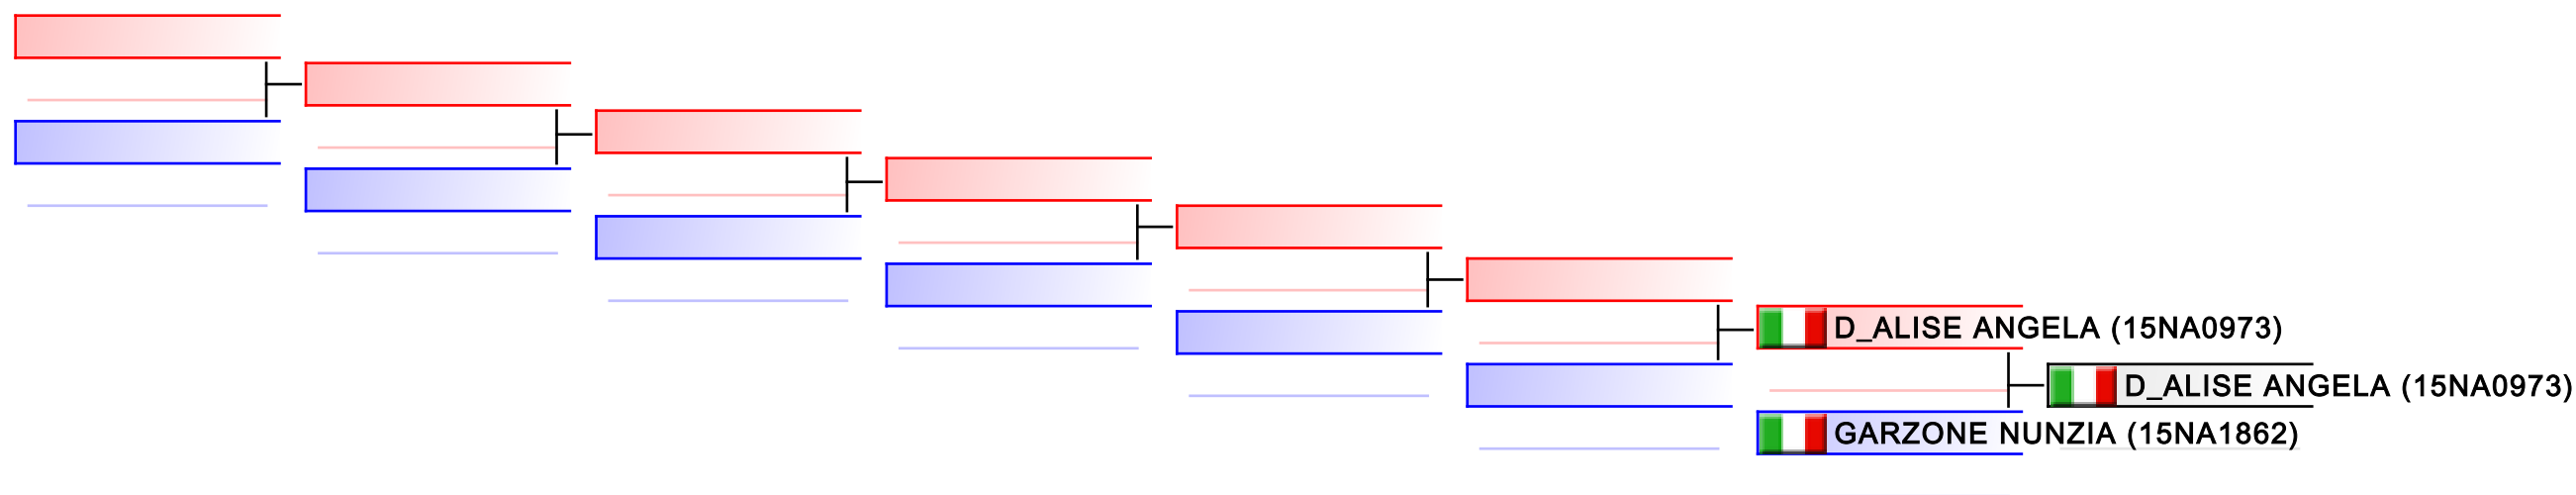 D_ALISE ANGELA (15NA0973)
D_ALISE ANGELA (15NA0973)
GARZONE NUNZIA (15NA1862)